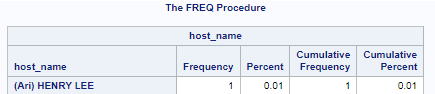 The FREQ Procedure
host_name
host_name Frequency Percent Cumulative Frequency Cumulative Percent
(Ari) HENRY LEE 1 0.01 1 0.01